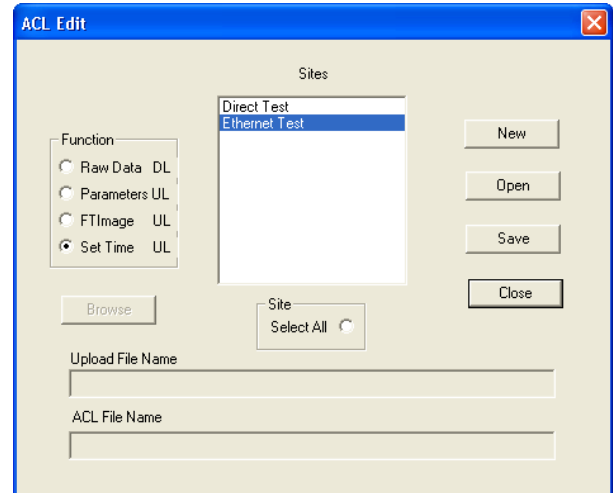 ACL Edit
Sites
Direct Test
Ethernet Test
Function
Raw Data DL
Parameters UL
FTImage UL
Set Time UL
New
Open
Save
Close
Browse
Site
Select All
Upload File Name
ACL File Name